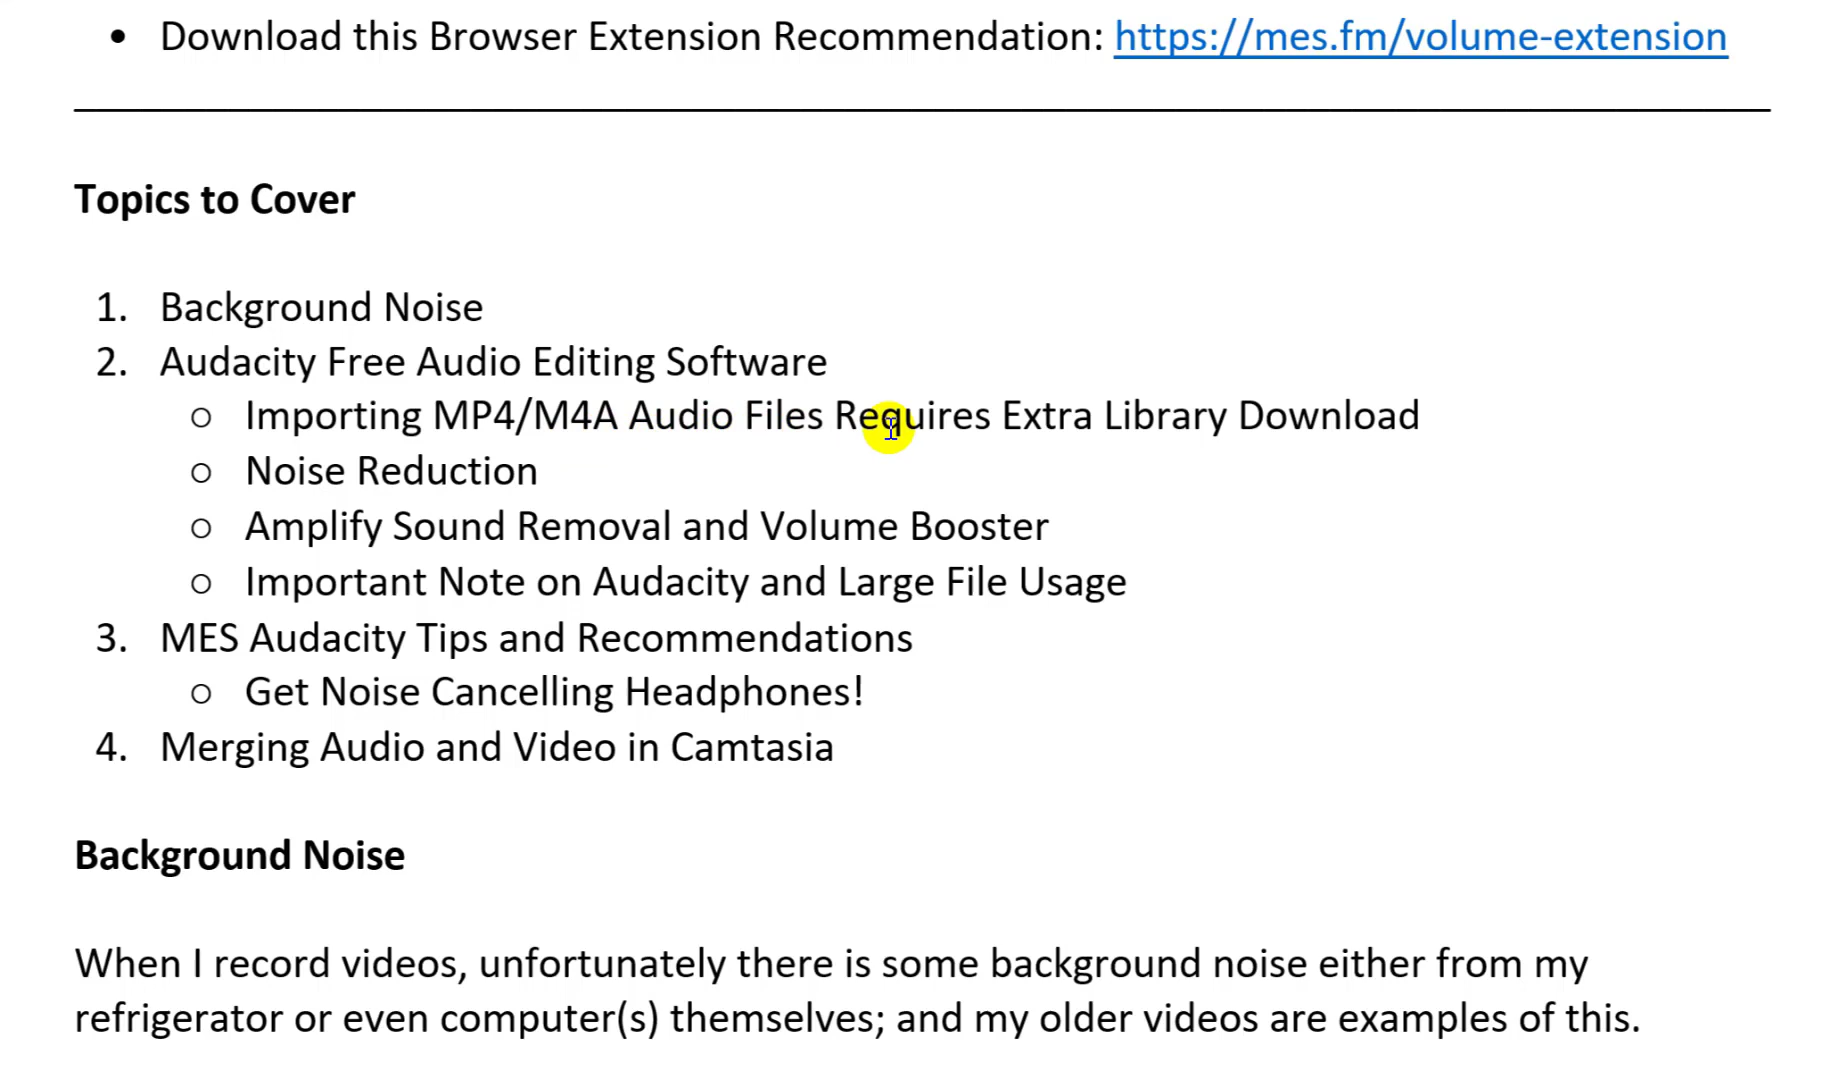 • Download this Browser Extension Recommendation: https://mes.fm/volume-extension
Topics to Cover
1. Background Noise
2. Audacity Free Audio Editing Software
○ Importing MP4/M4A Audio Files Requires Extra Library Download
○ Noise Reduction
○ Amplify Sound Removal and Volume Booster
○ Important Note on Audacity and Large File Usage
3. MES Audacity Tips and Recommendations
○ Get Noise Cancelling Headphones!
4. Merging Audio and Video in Camtasia
Background Noise
When I record videos, unfortunately there is some background noise either from my
refrigerator or even computer(s) themselves; and my older videos are examples of this.